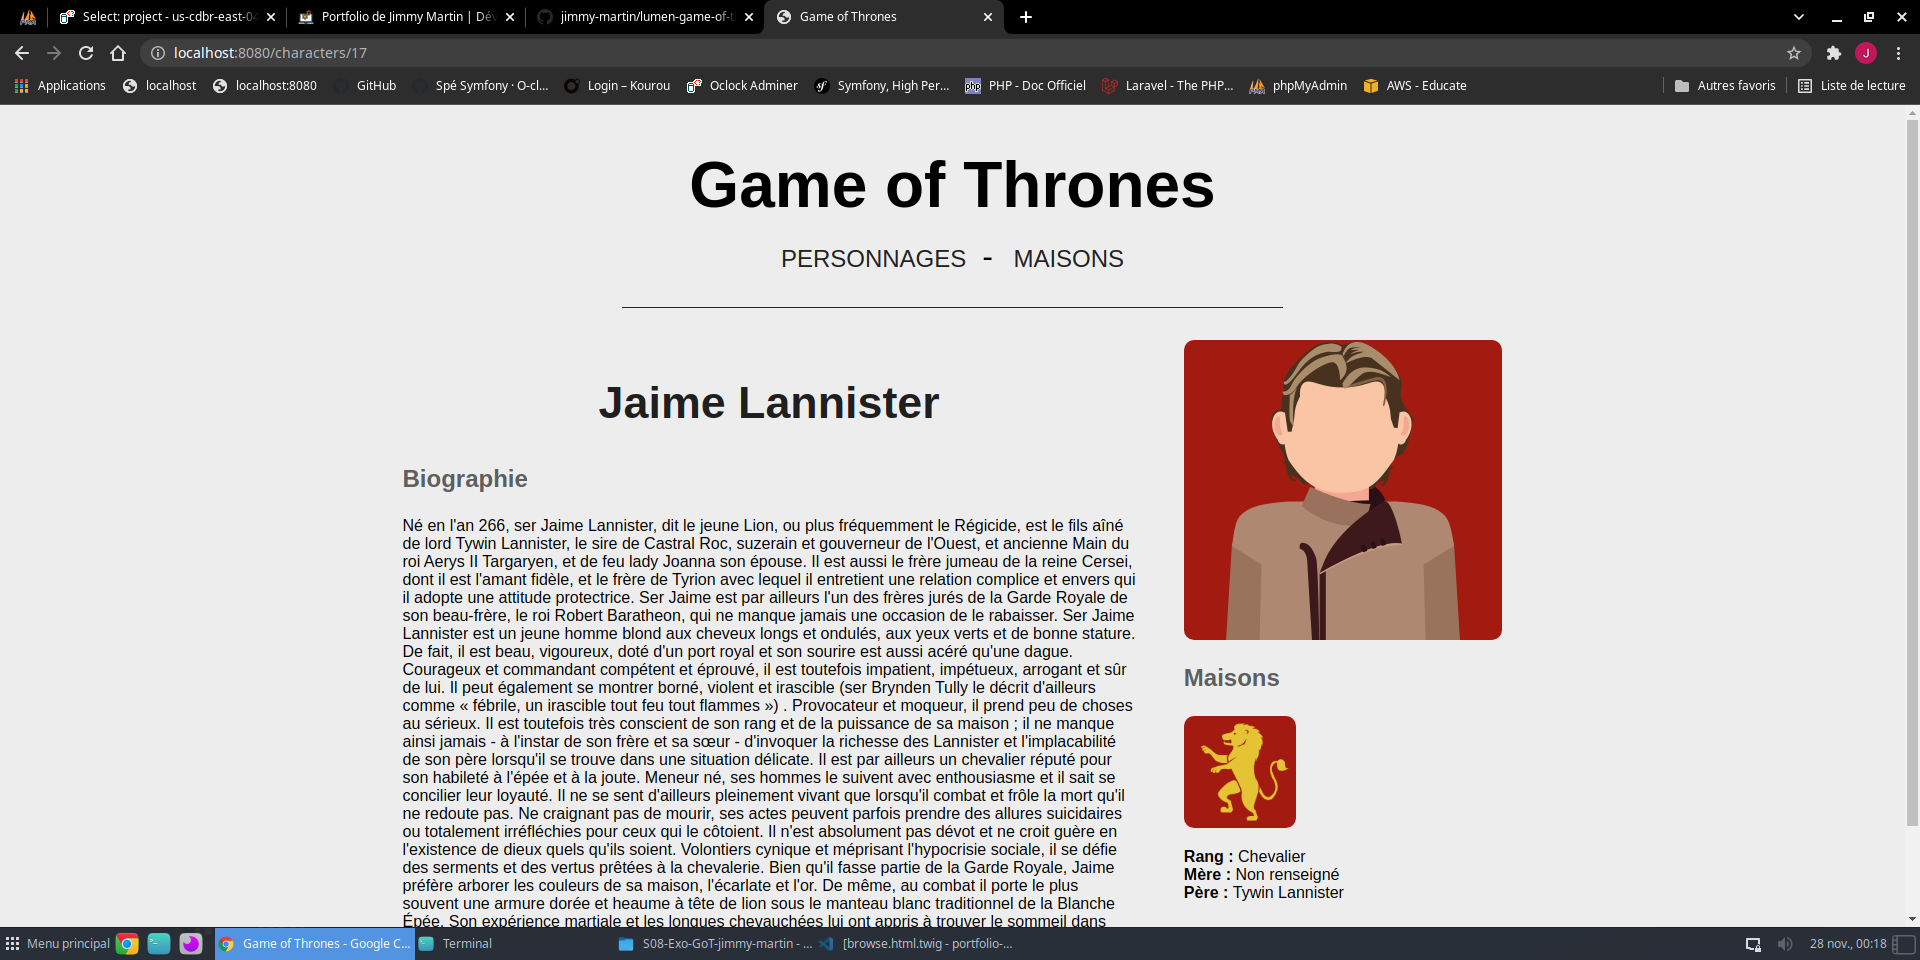 Select: project - us-cdbr-east-04
Portfolio de Jimmy Martin | Dév
jimmy-martin/lumen-game-of-t
Game of Thrones
localhost:8080/characters/17
J
Applications
localhost
localhost:8080
GitHub
Spé Symfony · O-cl...
Login – Kourou
Oclock Adminer
Symfony, High Per...
php
PHP - Doc Officiel
Laravel - The PHP...
phpMyAdmin
AWS - Educate
Autres favoris
Liste de lecture
Game of Thrones
PERSONNAGES - MAISONS
Jaime Lannister
Biographie
Né en l'an 266, ser Jaime Lannister, dit le jeune Lion, ou plus fréquemment le Régicide, est le fils aîné
de lord Tywin Lannister, le sire de Castral Roc, suzerain et gouverneur de l'Ouest, et ancienne Main du
roi Aerys II Targaryen, et de feu lady Joanna son épouse. Il est aussi le frère jumeau de la reine Cersei,
dont il est l'amant fidèle, et le frère de Tyrion avec lequel il entretient une relation complice et envers qui
il adopte une attitude protectrice. Ser Jaime est par ailleurs l'un des frères jurés de la Garde Royale de
son beau-frère, le roi Robert Baratheon, qui ne manque jamais une occasion de le rabaisser. Ser Jaime
Lannister est un jeune homme blond aux cheveux longs et ondulés, aux yeux verts et de bonne stature.
De fait, il est beau, vigoureux, doté d'un port royal et son sourire est aussi acéré qu'une dague.
Courageux et commandant compétent et éprouvé, il est toutefois impatient, impétueux, arrogant et sûr
de lui. Il peut également se montrer borné, violent et irascible (ser Brynden Tully le décrit d'ailleurs
comme « fébrile, un irascible tout feu tout flammes ») . Provocateur et moqueur, il prend peu de choses
au sérieux. Il est toutefois très conscient de son rang et de la puissance de sa maison ; il ne manque
ainsi jamais - à l'instar de son frère et sa sœur - d'invoquer la richesse des Lannister et l'implacabilité
de son père lorsqu'il se trouve dans une situation délicate. Il est par ailleurs un chevalier réputé pour
son habileté à l'épée et à la joute. Meneur né, ses hommes le suivent avec enthousiasme et il sait se
concilier leur loyauté. Il ne se sent d'ailleurs pleinement vivant que lorsqu'il combat et frôle la mort qu'il
ne redoute pas. Ne craignant pas de mourir, ses actes peuvent parfois prendre des allures suicidaires
ou totalement irréfléchies pour ceux qui le côtoient. Il n'est absolument pas dévot et ne croit guère en
l'existence de dieux quels qu'ils soient. Volontiers cynique et méprisant l'hypocrisie sociale, il se défie
des serments et des vertus prêtées à la chevalerie. Bien qu'il fasse partie de la Garde Royale, Jaime
préfère arborer les couleurs de sa maison, l'écarlate et l'or. De même, au combat il porte le plus
souvent une armure dorée et heaume à tête de lion sous le manteau blanc traditionnel de la Blanche
Épée. Son expérience martiale et les longues chevauchées lui ont appris à trouver le sommeil dans
Maisons
Rang : Chevalier
Mère : Non renseigné
Père : Tywin Lannister
Menu principal
Game of Thrones - Google C...
Terminal
S08-Exo-GoT-jimmy-martin - ...
[browse.html.twig - portfolio-...
28 nov., 00:18